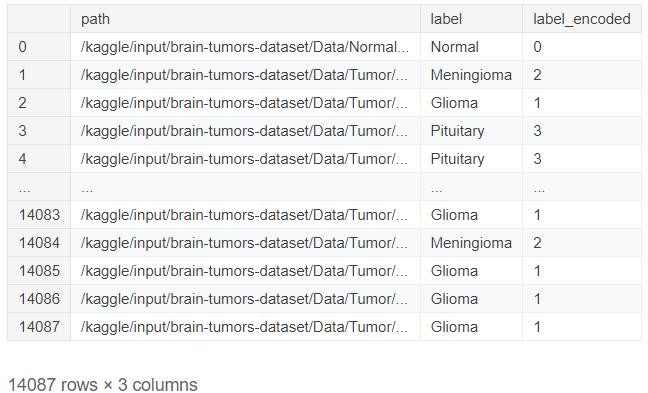 path label label_encoded
0 /kaggle/input/brain-tumors-dataset/Data/Normal... Normal 0
1 /kaggle/input/brain-tumors-dataset/Data/Tumor/... Meningioma 2
2 /kaggle/input/brain-tumors-dataset/Data/Tumor/... Glioma 1
3 /kaggle/input/brain-tumors-dataset/Data/Tumor/... Pituitary 3
4 /kaggle/input/brain-tumors-dataset/Data/Tumor/... Pituitary 3
... ... ... ...
14083 /kaggle/input/brain-tumors-dataset/Data/Tumor/... Glioma 1
14084 /kaggle/input/brain-tumors-dataset/Data/Tumor/... Meningioma 2
14085 /kaggle/input/brain-tumors-dataset/Data/Tumor/... Glioma 1
14086 /kaggle/input/brain-tumors-dataset/Data/Tumor/... Glioma 1
14087 /kaggle/input/brain-tumors-dataset/Data/Tumor/... Glioma 1
14087 rows × 3 columns